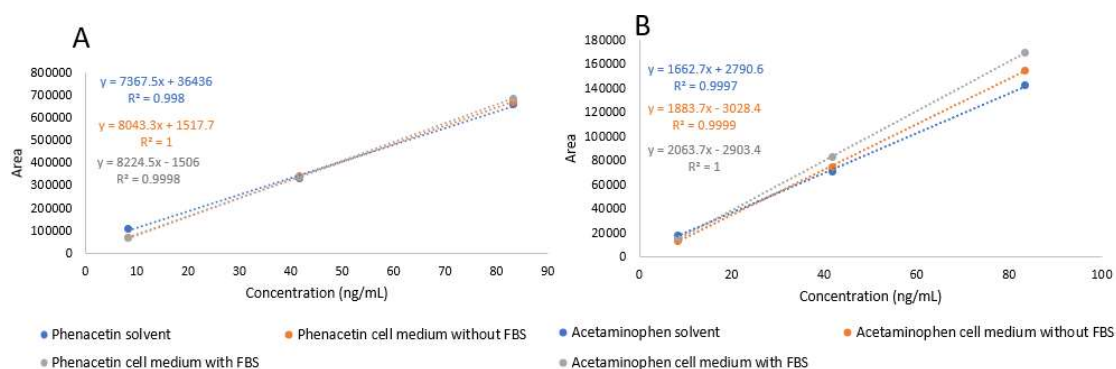 A
y = 7367.5x + 36436
R² = 0.998
y = 8043.3x + 1517.7
R² = 1
y = 8224.5x - 1506
R² = 0.9998
Area
800000
700000
600000
500000
400000
300000
200000
100000
0
0 10 20 30 40 50 60 70 80 90
Concentration (ng/mL)
Phenacetin solvent
Phenacetin cell medium without FBS
Phenacetin cell medium with FBS
B
y = 1662.7x + 2790.6
R² = 0.9997
y = 1883.7x - 3028.4
R² = 0.9999
y = 2063.7x - 2903.4
R² = 1
Area
180000
160000
140000
120000
100000
80000
60000
40000
20000
0
0 20 40 60 80 100
Concentration (ng/mL)
Acetaminophen solvent
Acetaminophen cell medium without FBS
Acetaminophen cell medium with FBS